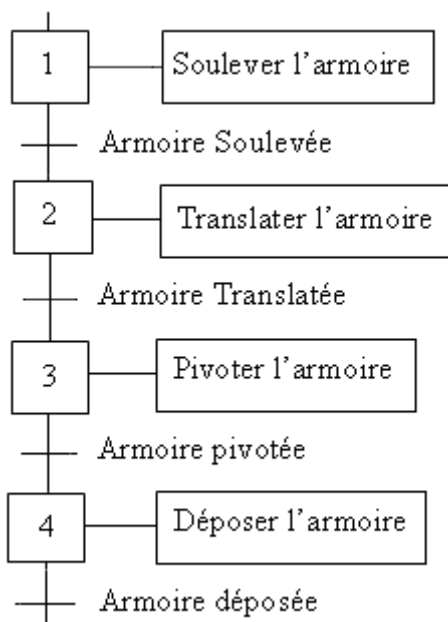 1
Soulever l'armoire
Armoire Soulevée
2
Translater l'armoire
Armoire Translatée
3
Pivoter l'armoire
Armoire pivotée
4
Déposer l'armoire
Armoire déposée